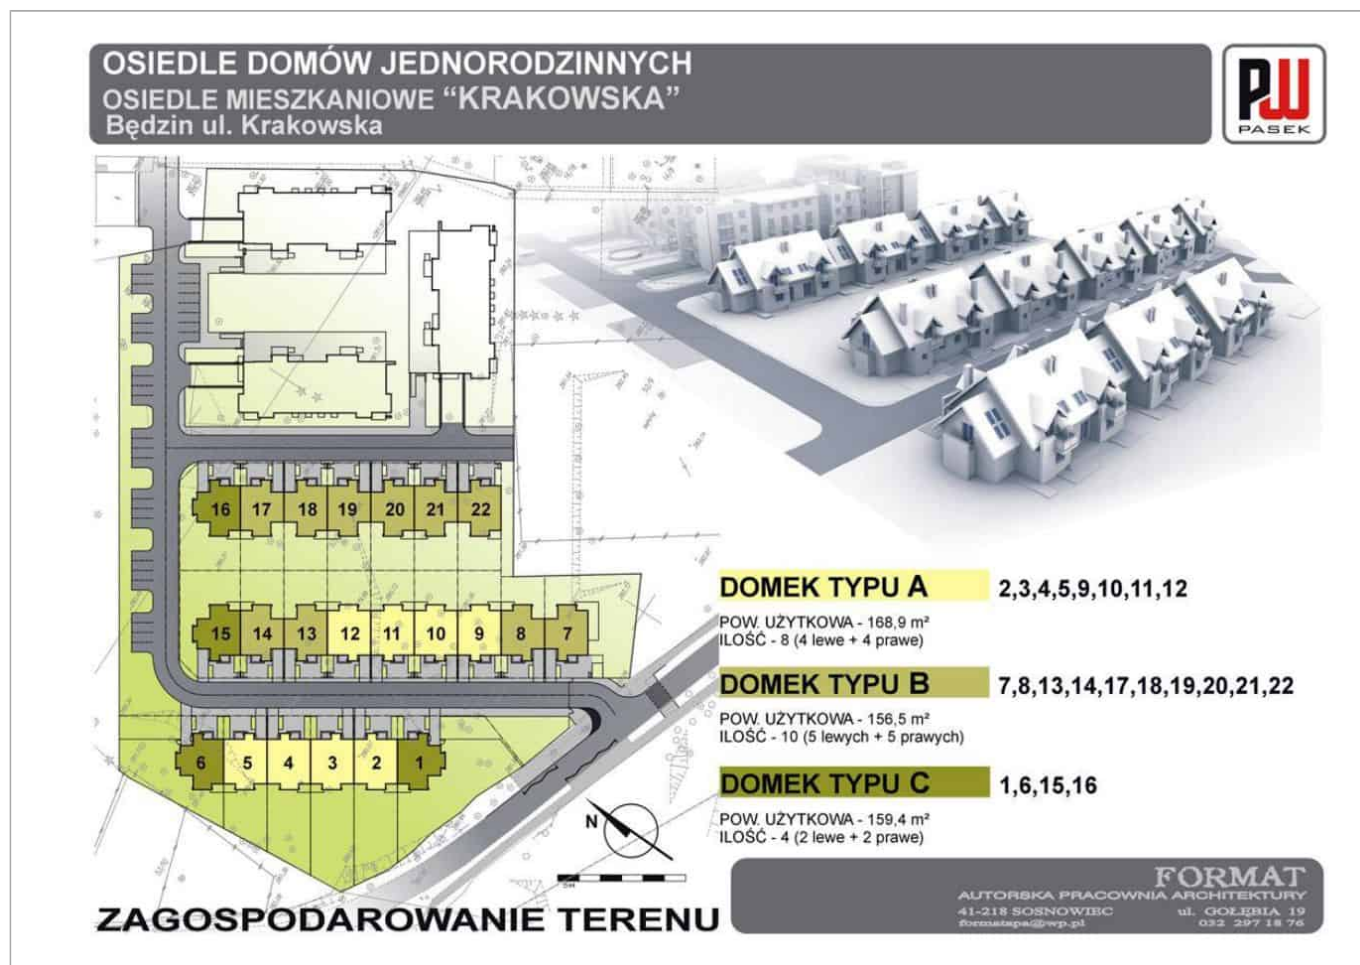 OSIEDLE DOMÓW JEDNORODZINNYCH
OSIEDLE MIESZKANIOWE “KRAKOWSKA”
Będzin ul. Krakowska
PW
PASEK
16 17 18 19 20 21 22
15 14 13 12 11 10 9 8 7
6 5 4 3 2 1
N
DOMEK TYPU A 2,3,4,5,9,10,11,12
POW. UŻYTKOWA - 168,9 m²
ILOŚĆ - 8 (4 lewe + 4 prawe)
DOMEK TYPU B 7,8,13,14,17,18,19,20,21,22
POW. UŻYTKOWA - 156,5 m²
ILOŚĆ - 10 (5 lewych + 5 prawych)
DOMEK TYPU C 1,6,15,16
POW. UŻYTKOWA - 159,4 m²
ILOŚĆ - 4 (2 lewe + 2 prawe)
ZAGOSPODAROWANIE TERENU
FORMAT
AUTORSKA PRACOWNIA ARCHITEKTURY
41-218 SOSNOWIEC ul. GOŁĘBIA 19
formatapa@wp.pl 032 297 18 76